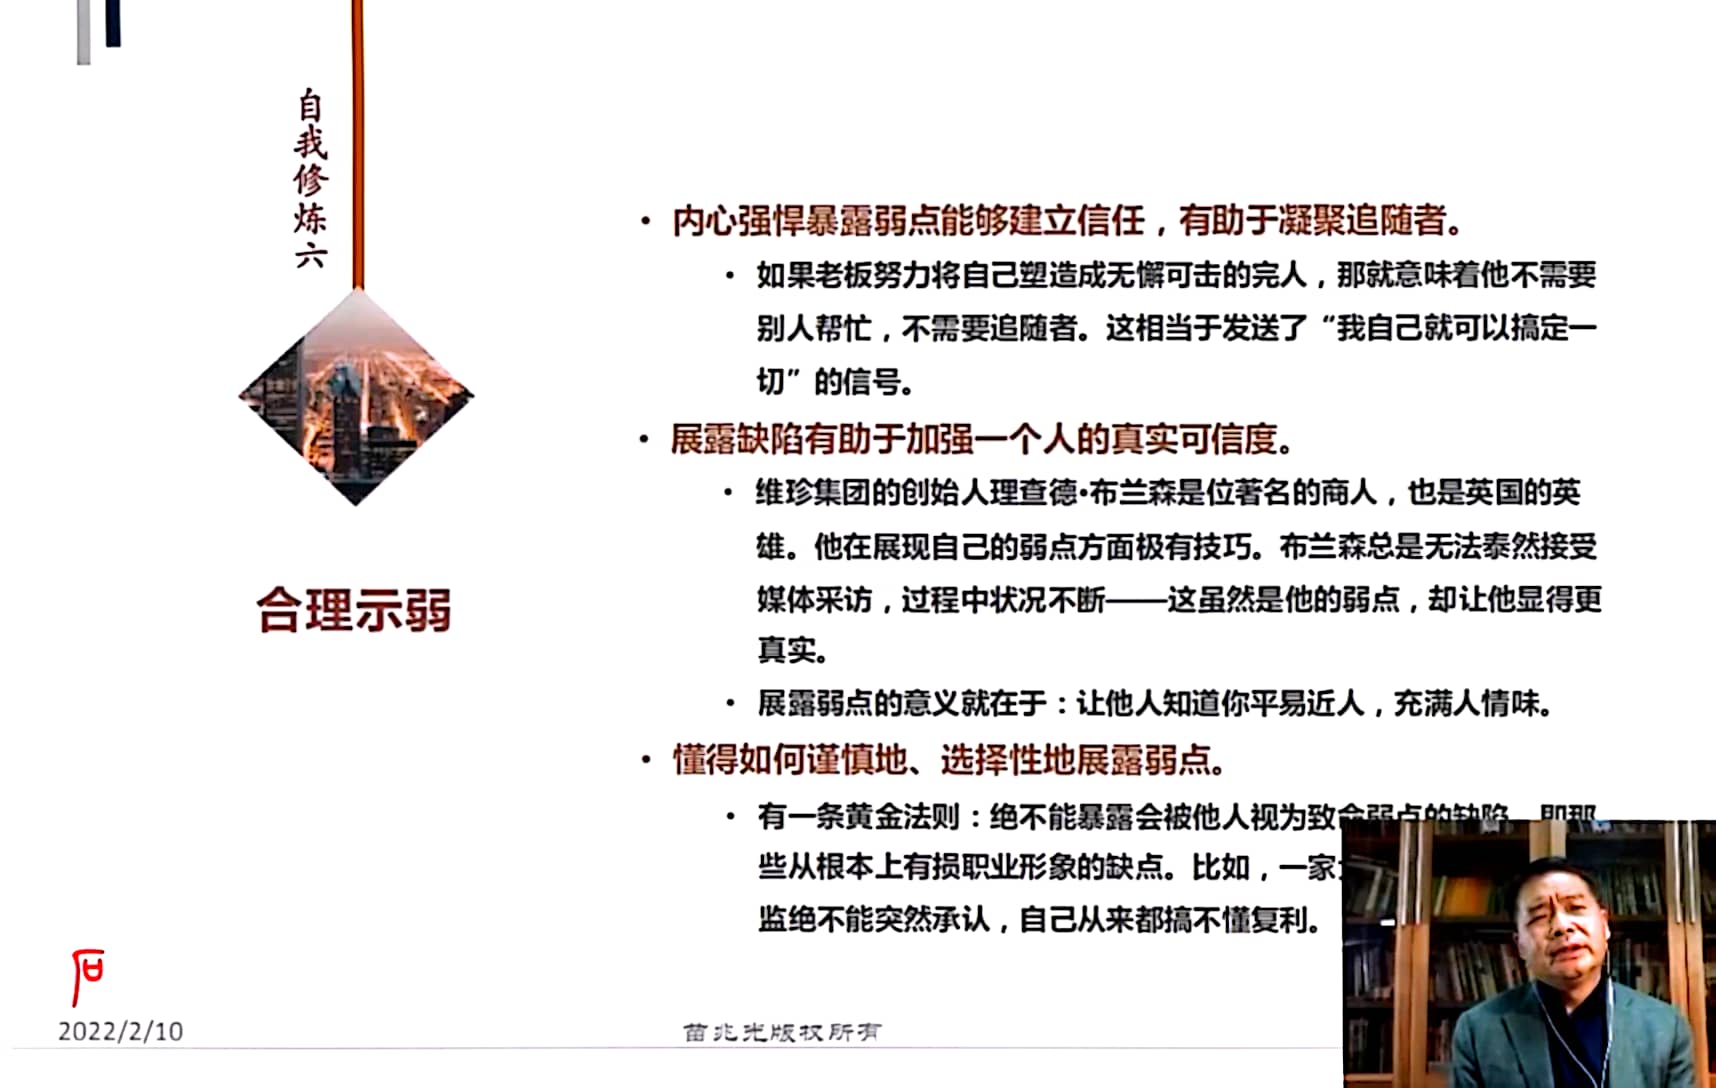 自我修炼六
合理示弱
• 内心强悍暴露弱点能够建立信任，有助于凝聚追随者。
• 如果老板努力将自己塑造成无懈可击的完人，那就意味着他不需要
别人帮忙，不需要追随者。这相当于发送了“我自己就可以搞定一
切”的信号。
• 展露缺陷有助于加强一个人的真实可信度。
• 维珍集团的创始人理查德•布兰森是位著名的商人，也是英国的英
雄。他在展现自己的弱点方面极有技巧。布兰森总是无法泰然接受
媒体采访，过程中状况不断——这虽然是他的弱点，却让他显得更
真实。
• 展露弱点的意义就在于：让他人知道你平易近人，充满人情味。
• 懂得如何谨慎地、选择性地展露弱点。
• 有一条黄金法则：绝不能暴露会被他人视为致命弱点的缺陷，即那
些从根本上有损职业形象的缺点。比如，一家
监绝不能突然承认，自己从来都搞不懂复利。
2022/2/10
苗兆光版权所有